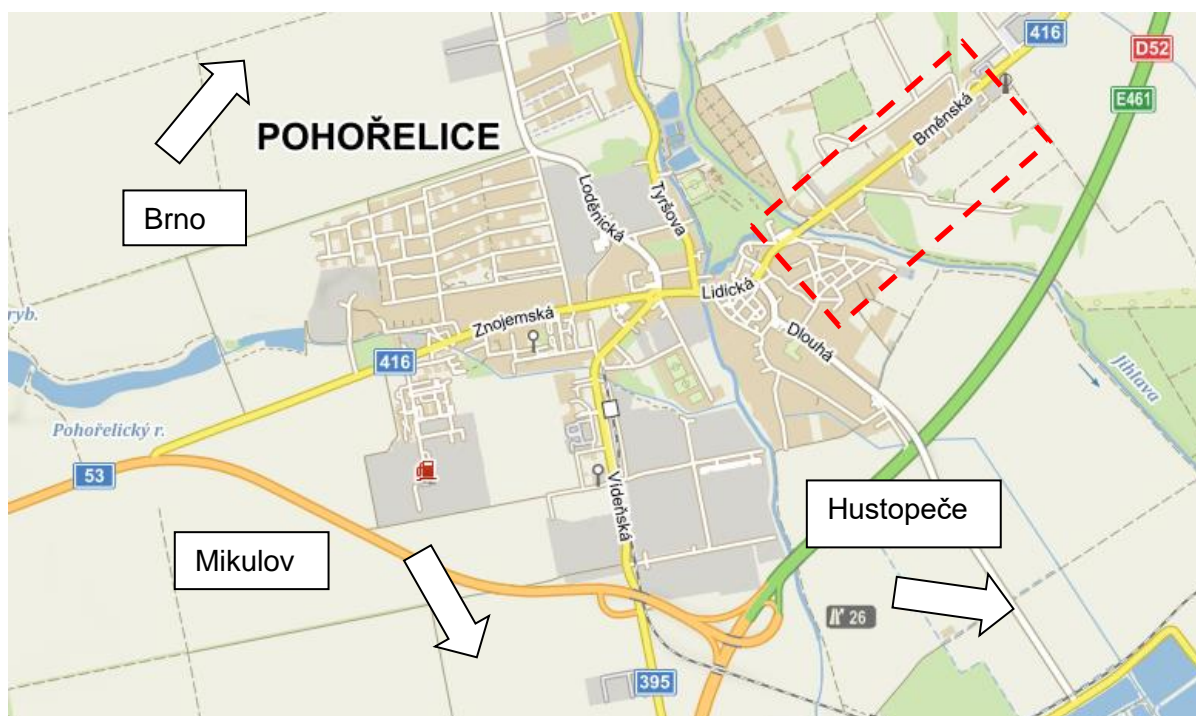 416
D52
E461
POHOŘELICE
Brno
Brněnská
Loděnická
Tyršova
Lidická
Znojemská
Dlouhá
ryb.
416
Jihlava
Pohořelický r.
53
Vídeňská
Hustopeče
Mikulov
26
395